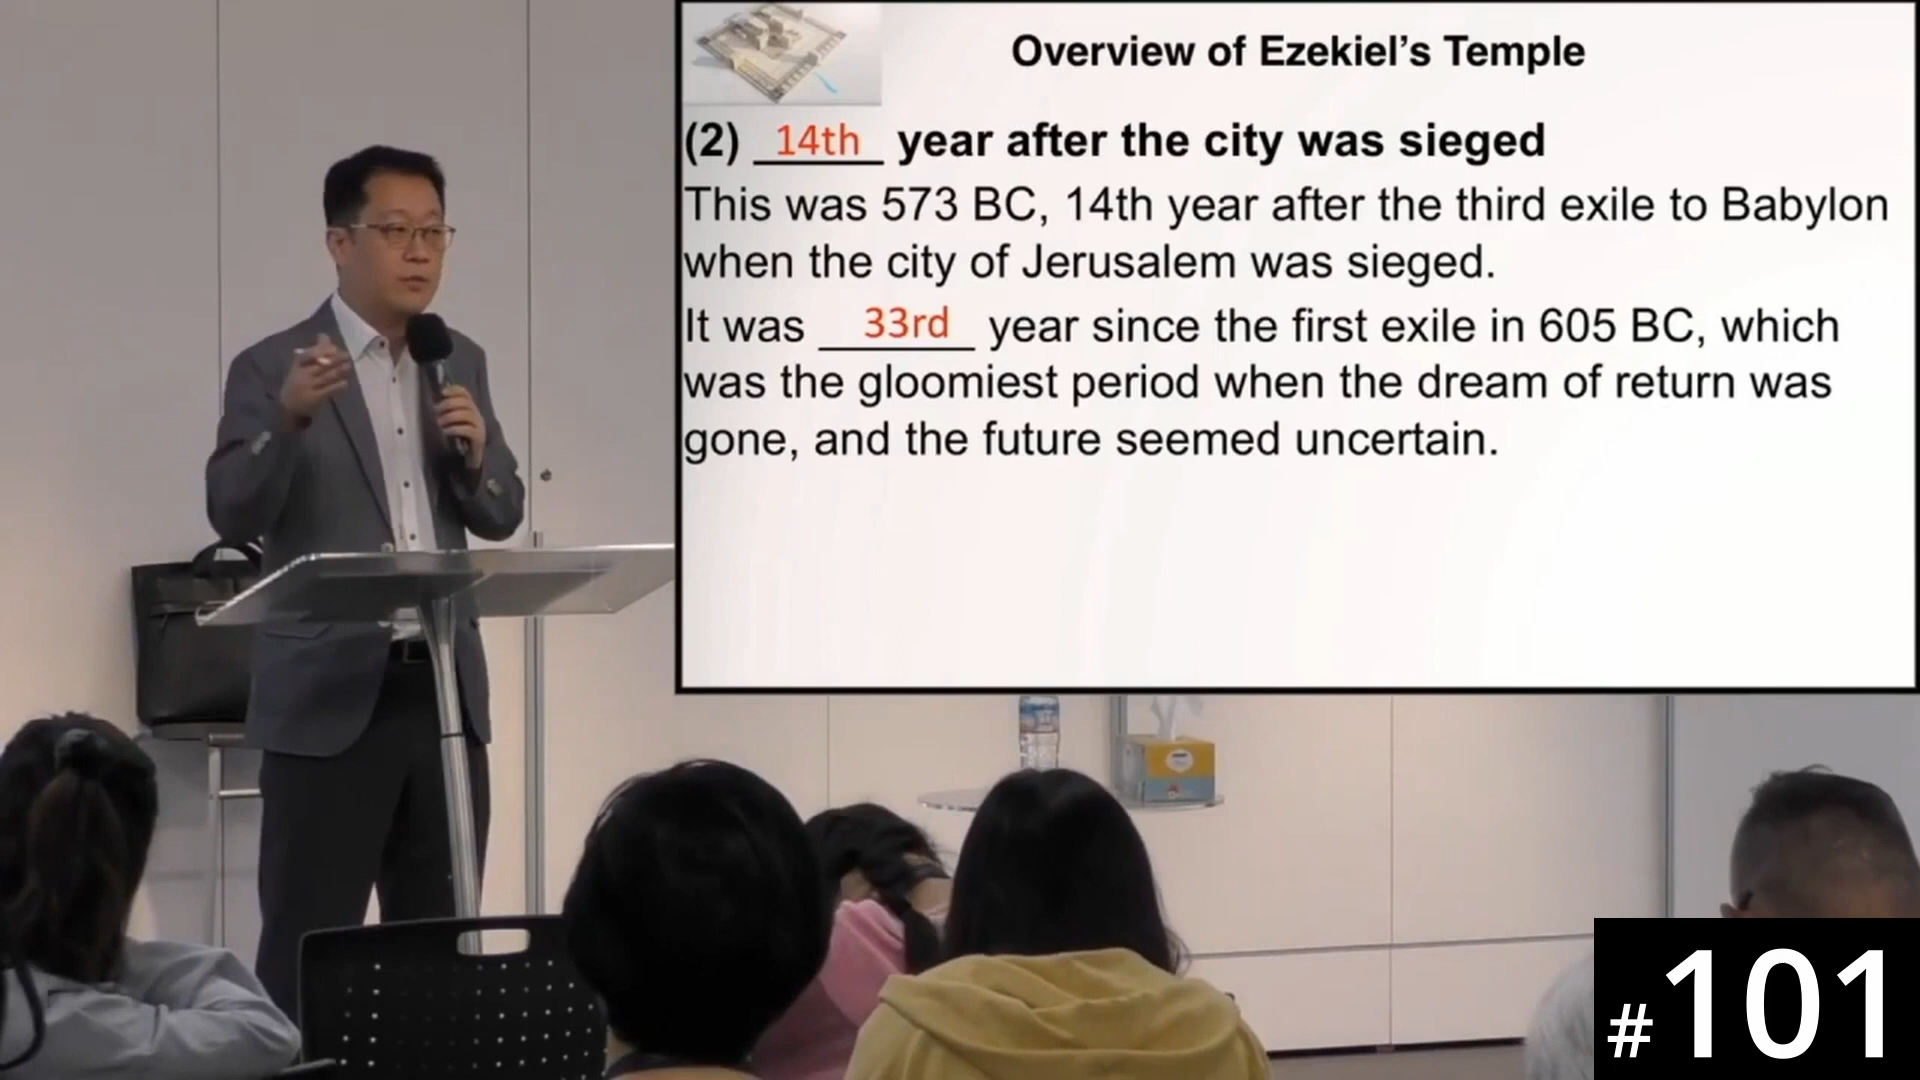 Overview of Ezekiel’s Temple
(2) 14th year after the city was sieged
This was 573 BC, 14th year after the third exile to Babylon
when the city of Jerusalem was sieged.
It was 33rd year since the first exile in 605 BC, which
was the gloomiest period when the dream of return was
gone, and the future seemed uncertain.
#101